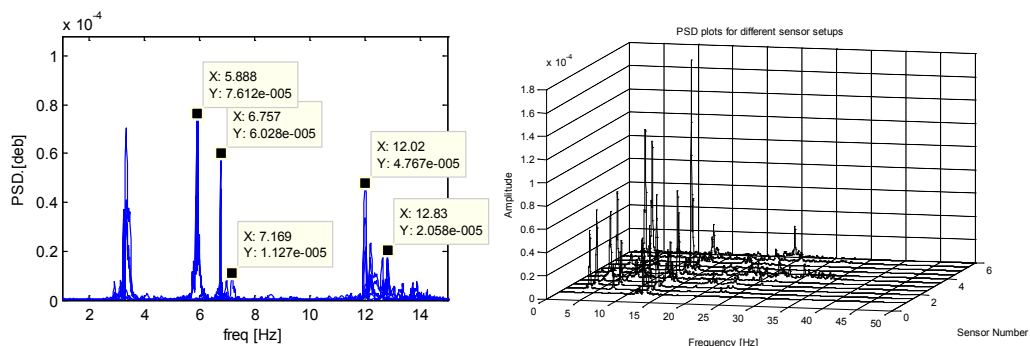 x 10^-4
1
0.8
0.6
0.4
0.2
0
PSD.[deb]
X: 5.888
Y: 7.612e-005
X: 6.757
Y: 6.028e-005
X: 7.169
Y: 1.127e-005
X: 12.02
Y: 4.767e-005
X: 12.83
Y: 2.058e-005
2 4 6 8 10 12 14
freq [Hz]
PSD plots for different sensor setups
x 10^-4
1.8
1.6
1.4
1.2
1
0.8
0.6
0.4
0.2
0
Amplitude
0 5 10 15 20 25 30 35 40 45 50
Frequency [Hz]
0 2 4 6
Sensor Number